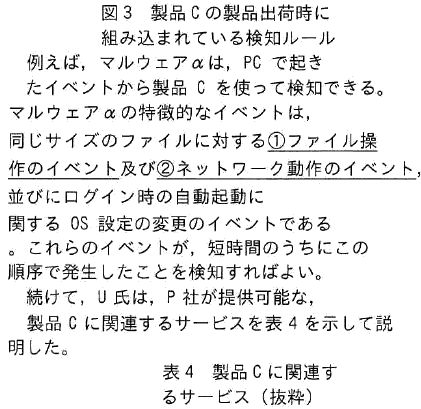 図3 製品Cの製品出荷時に
組み込まれている検知ルール
例えば，マルウェアαは，PC で起き
たイベントから製品 C を使って検知できる。
マルウェアαの特徴的なイベントは，
同じサイズのファイルに対する①ファイル操
作のイベント及び②ネットワーク動作のイベント，
並びにログイン時の自動起動に
関する OS 設定の変更のイベントである
。これらのイベントが，短時間のうちにこの
順序で発生したことを検知すればよい。
続けて，U 氏は，P 社が提供可能な，
製品 C に関連するサービスを表 4 を示して説
明した。
表4 製品Cに関連す
るサービス（抜粋）